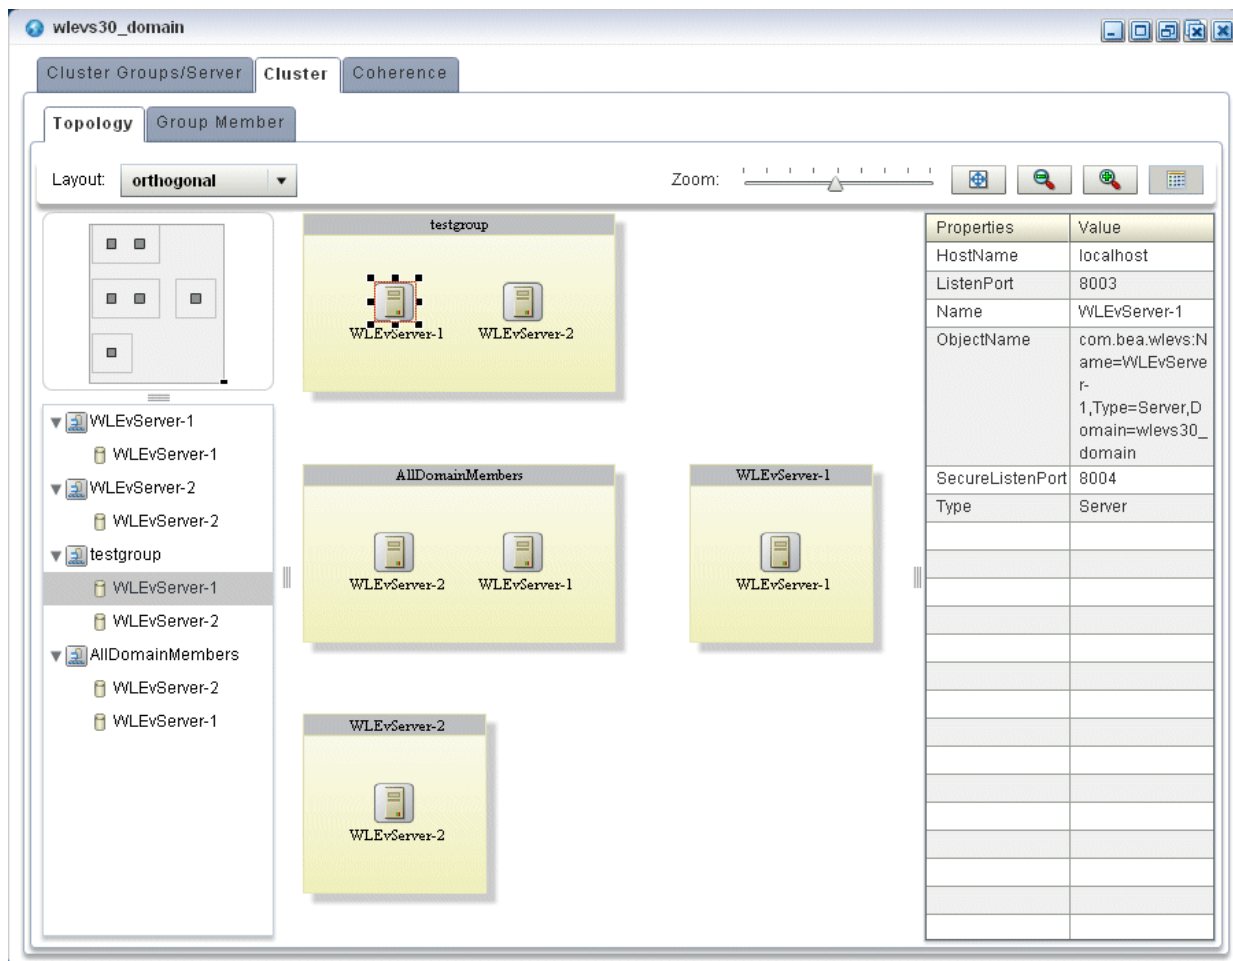 wlevs30_domain
Cluster Groups/Server
Cluster
Coherence
Topology
Group Member
Layout:
orthogonal
Zoom:
testgroup
WLEvServer-1
WLEvServer-2
AllDomainMembers
WLEvServer-2
WLEvServer-1
WLEvServer-1
WLEvServer-1
WLEvServer-2
WLEvServer-2
WLEvServer-1
WLEvServer-1
WLEvServer-2
WLEvServer-2
testgroup
WLEvServer-1
WLEvServer-2
AllDomainMembers
WLEvServer-2
WLEvServer-1
Properties Value
HostName localhost
ListenPort 8003
Name WLEvServer-1
ObjectName com.bea.wlevs:N
ame=WLEvServe
r-
1,Type=Server,D
omain=wlevs30_
domain
SecureListenPort 8004
Type Server